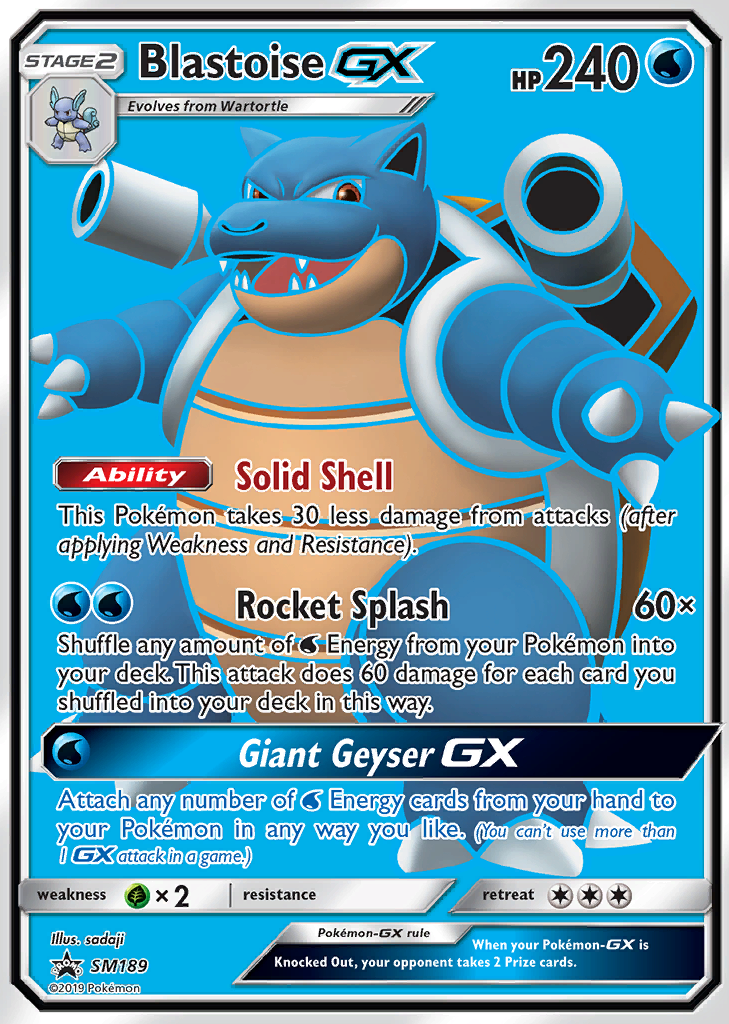 STAGE2 Blastoise GX HP240
Evolves from Wartortle
Ability Solid Shell
This Pokémon takes 30 less damage from attacks (after
applying Weakness and Resistance).
Rocket Splash 60×
Shuffle any amount of Energy from your Pokémon into
your deck. This attack does 60 damage for each card you
shuffled into your deck in this way.
Giant Geyser GX
Attach any number of Energy cards from your hand to
your Pokémon in any way you like. (You can't use more than
1 GX attack in a game.)
weakness ×2 resistance retreat
Illus. sadaji
SM189
©2019 Pokémon
Pokémon-GX rule
When your Pokémon-GX is
Knocked Out, your opponent takes 2 Prize cards.